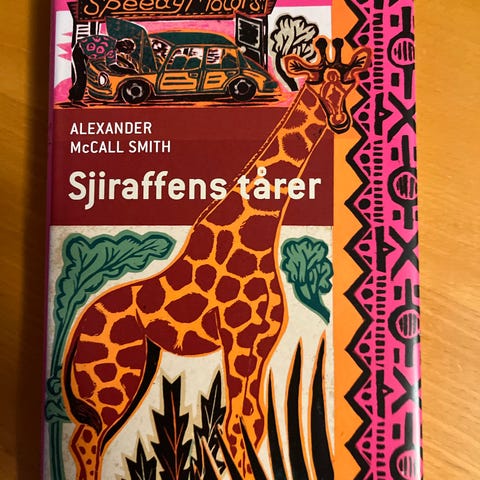 Speedy Motors
ALEXANDER
McCALL SMITH
Sjiraffens tårer